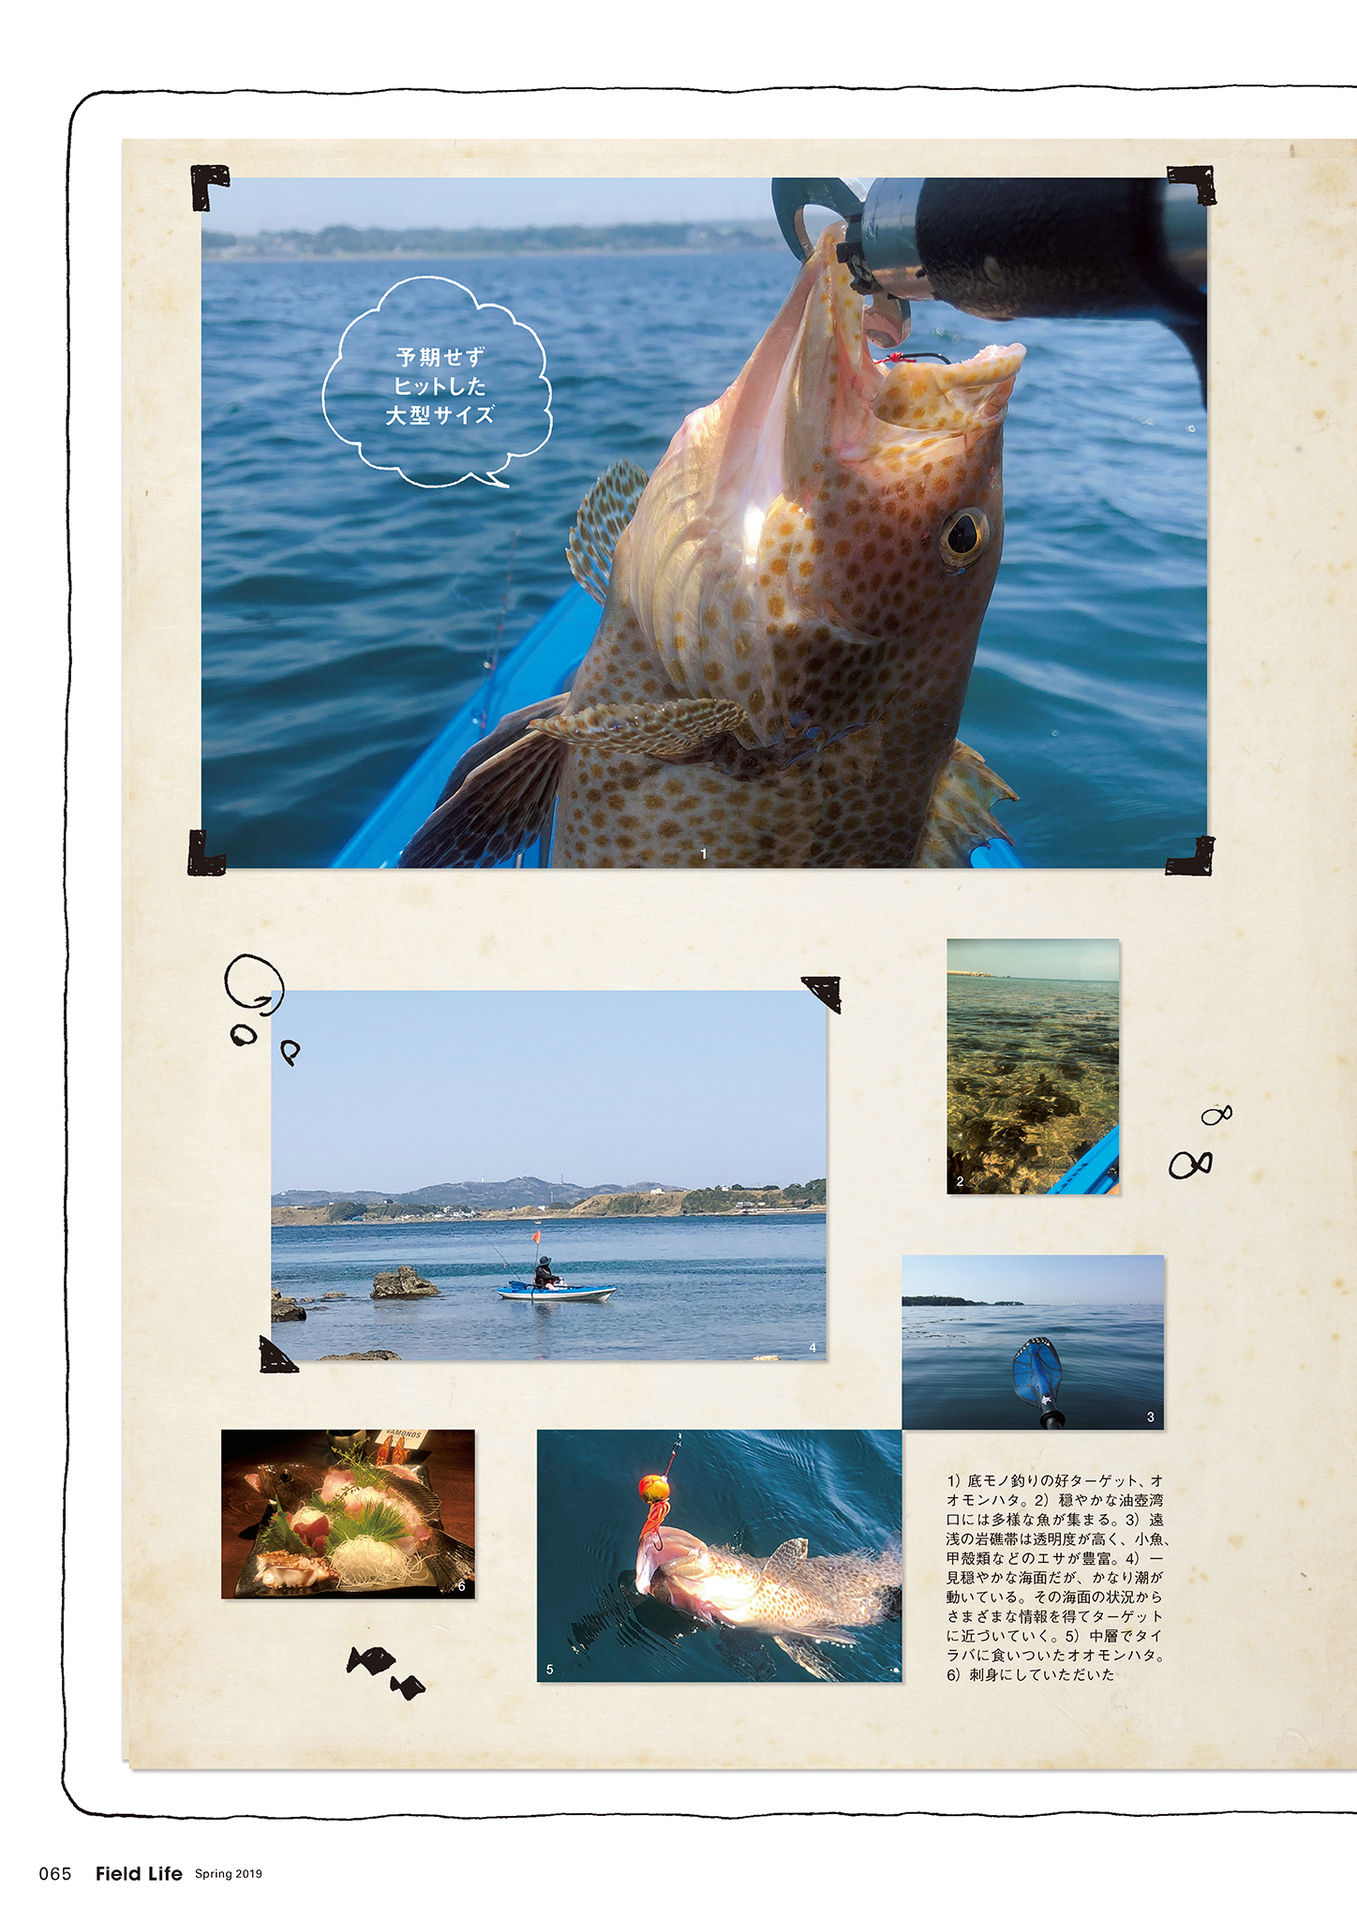 予期せず
ヒットした
大型サイズ
1
2
4
3
VAMONOS
6
5
1）底モノ釣りの好ターゲット、オ
オモンハタ。2）穏やかな油壺湾
口には多様な魚が集まる。3）遠
浅の岩礁帯は透明度が高く、小魚、
甲殻類などのエサが豊富。4）一
見穏やかな海面だが、かなり潮が
動いている。その海面の状況から
さまざまな情報を得てターゲット
に近づいていく。5）中層でタイ
ラバに食いついたオオモンハタ。
6）刺身にしていただいた
065 Field Life Spring 2019